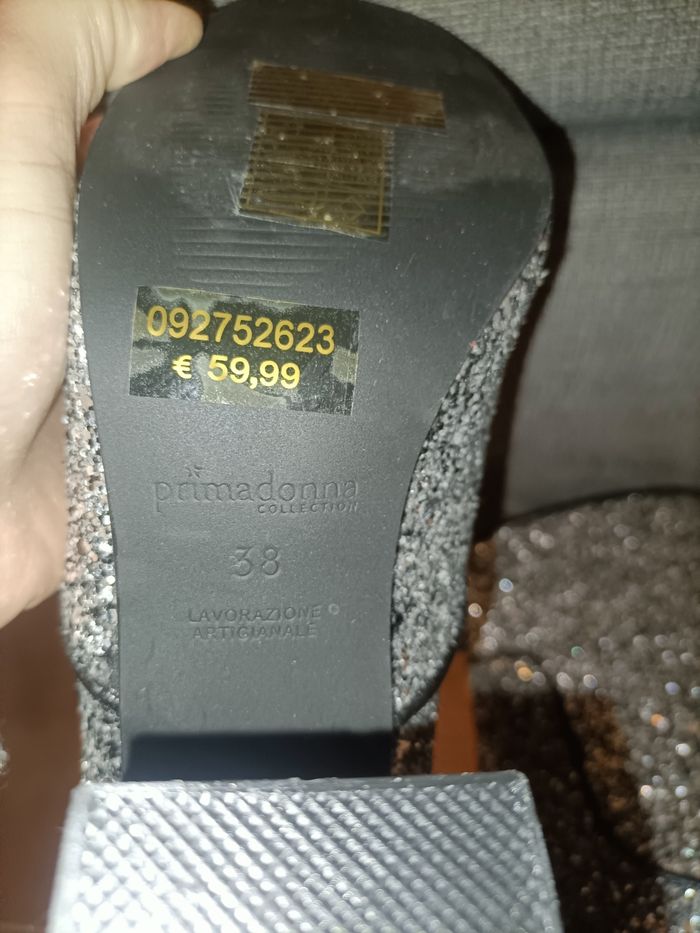 092752623
€ 59,99
primadonna
COLLECTION
38
LAVORAZIONE
ARTIGIANALE